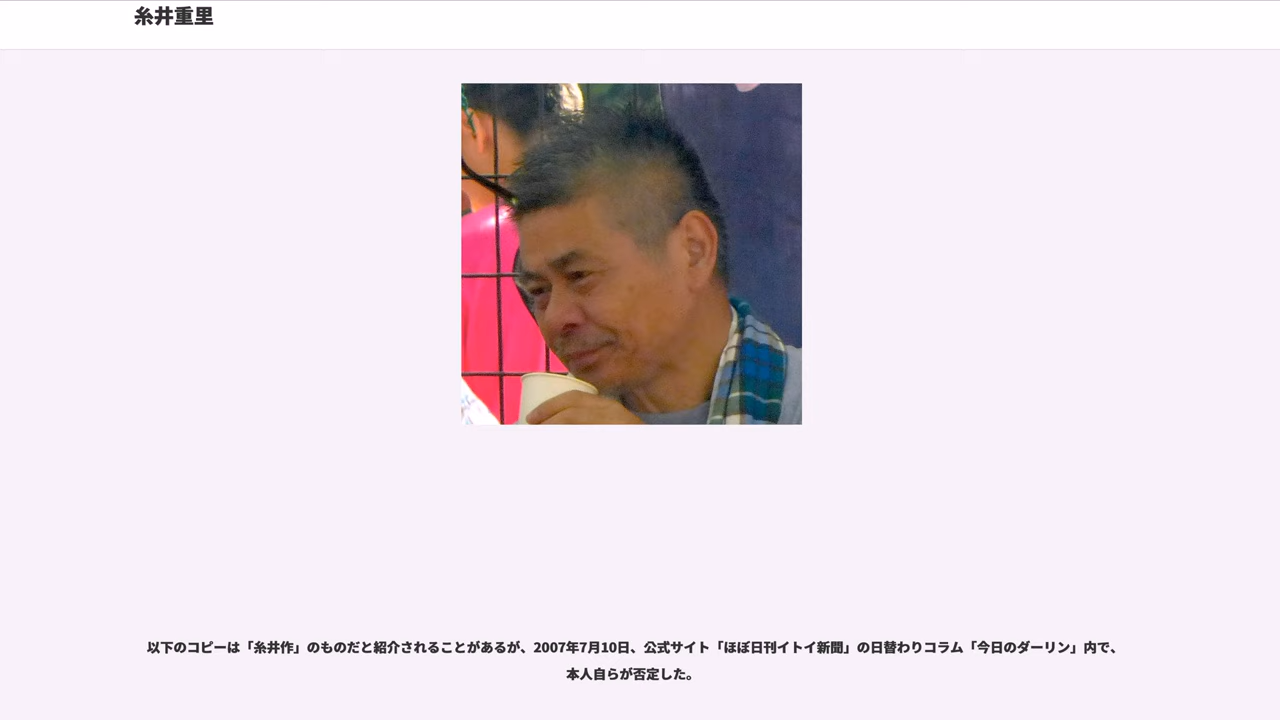 糸井重里
以下のコピーは「糸井作」のものだと紹介されることがあるが、2007年7月10日、公式サイト「ほぼ日刊イトイ新聞」の日替わりコラム「今日のダーリン」内で、
本人自らが否定した。